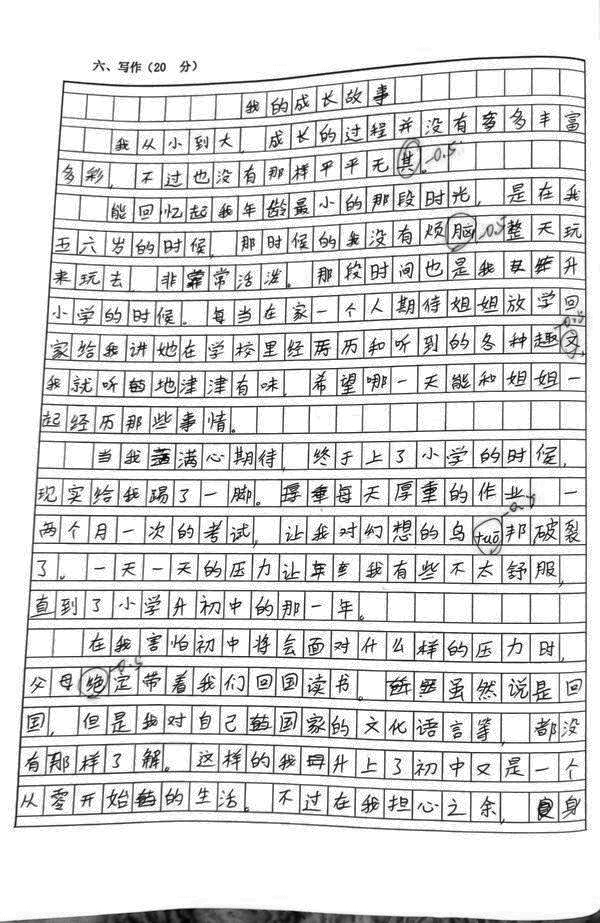 六、写作（20 分）
我的成长故事
我从小到大，成长的过程并没有多多丰富
多彩，不过也没有那样平平无其。-0.5
能回忆起我年龄最小的那段时光，是在我
五六岁的时候，那时候的我没有烦脑-0.5整天玩
来玩去，非常活泼。那段时间也是我升
小学的时候。每当在家一个人期待姐姐放学回
家给我讲她在学校里经历和听到的各种趣文，-0.5
我就听地津津有味，希望哪一天能和姐姐一
起经历那些事情。
当我满心期待，终于上了小学的时候，
现实给我踢了一脚。每天厚重的作业，一
两个月一次的考试，让我对幻想的乌tuō邦破裂
了。一天一天的压力让我有些不太舒服，
直到了小学升初中的那一年。
在我害怕初中将会面对什么样的压力时，
父母绝定带着我们回国读书。-0.5虽然说是回
国，但是我对自己国家的文化语言等，都没
有那样了解。这样的我升上了初中又是一个
从零开始的生活。不过在我担心之余，身